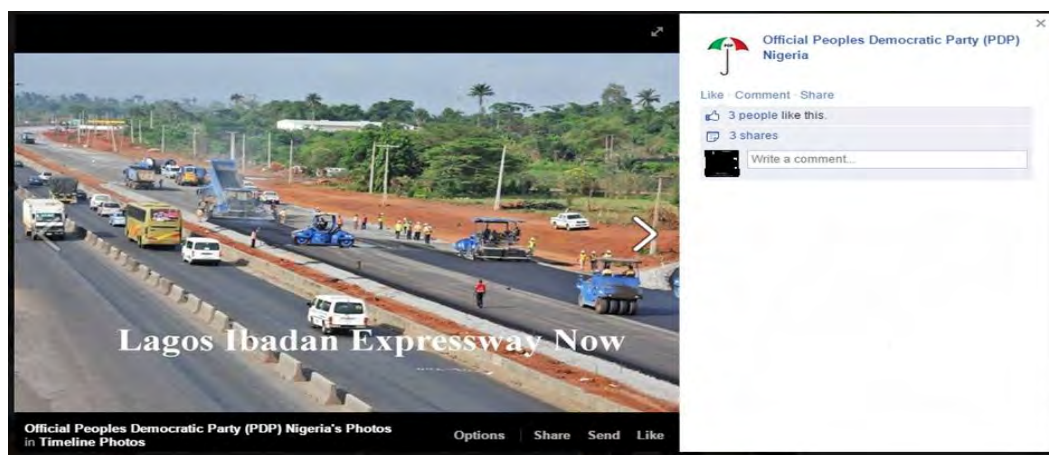 Lagos Ibadan Expressway Now
Official Peoples Democratic Party (PDP) Nigeria's Photos
in Timeline Photos
Options Share Send Like
PDP
Official Peoples Democratic Party (PDP)
Nigeria
Like · Comment · Share
3 people like this.
3 shares
Write a comment...